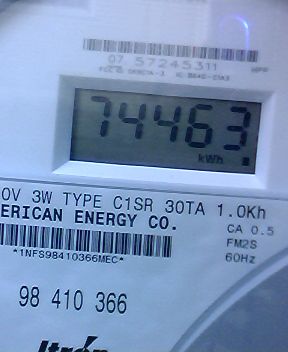 07 57245311
74463
kWh
0V 3W TYPE C1SR 30TA 1.0Kh
ERICAN ENERGY CO.
CA 0.5
FM2S
60Hz
*1NFS98410366MEC*
98 410 366
Itron